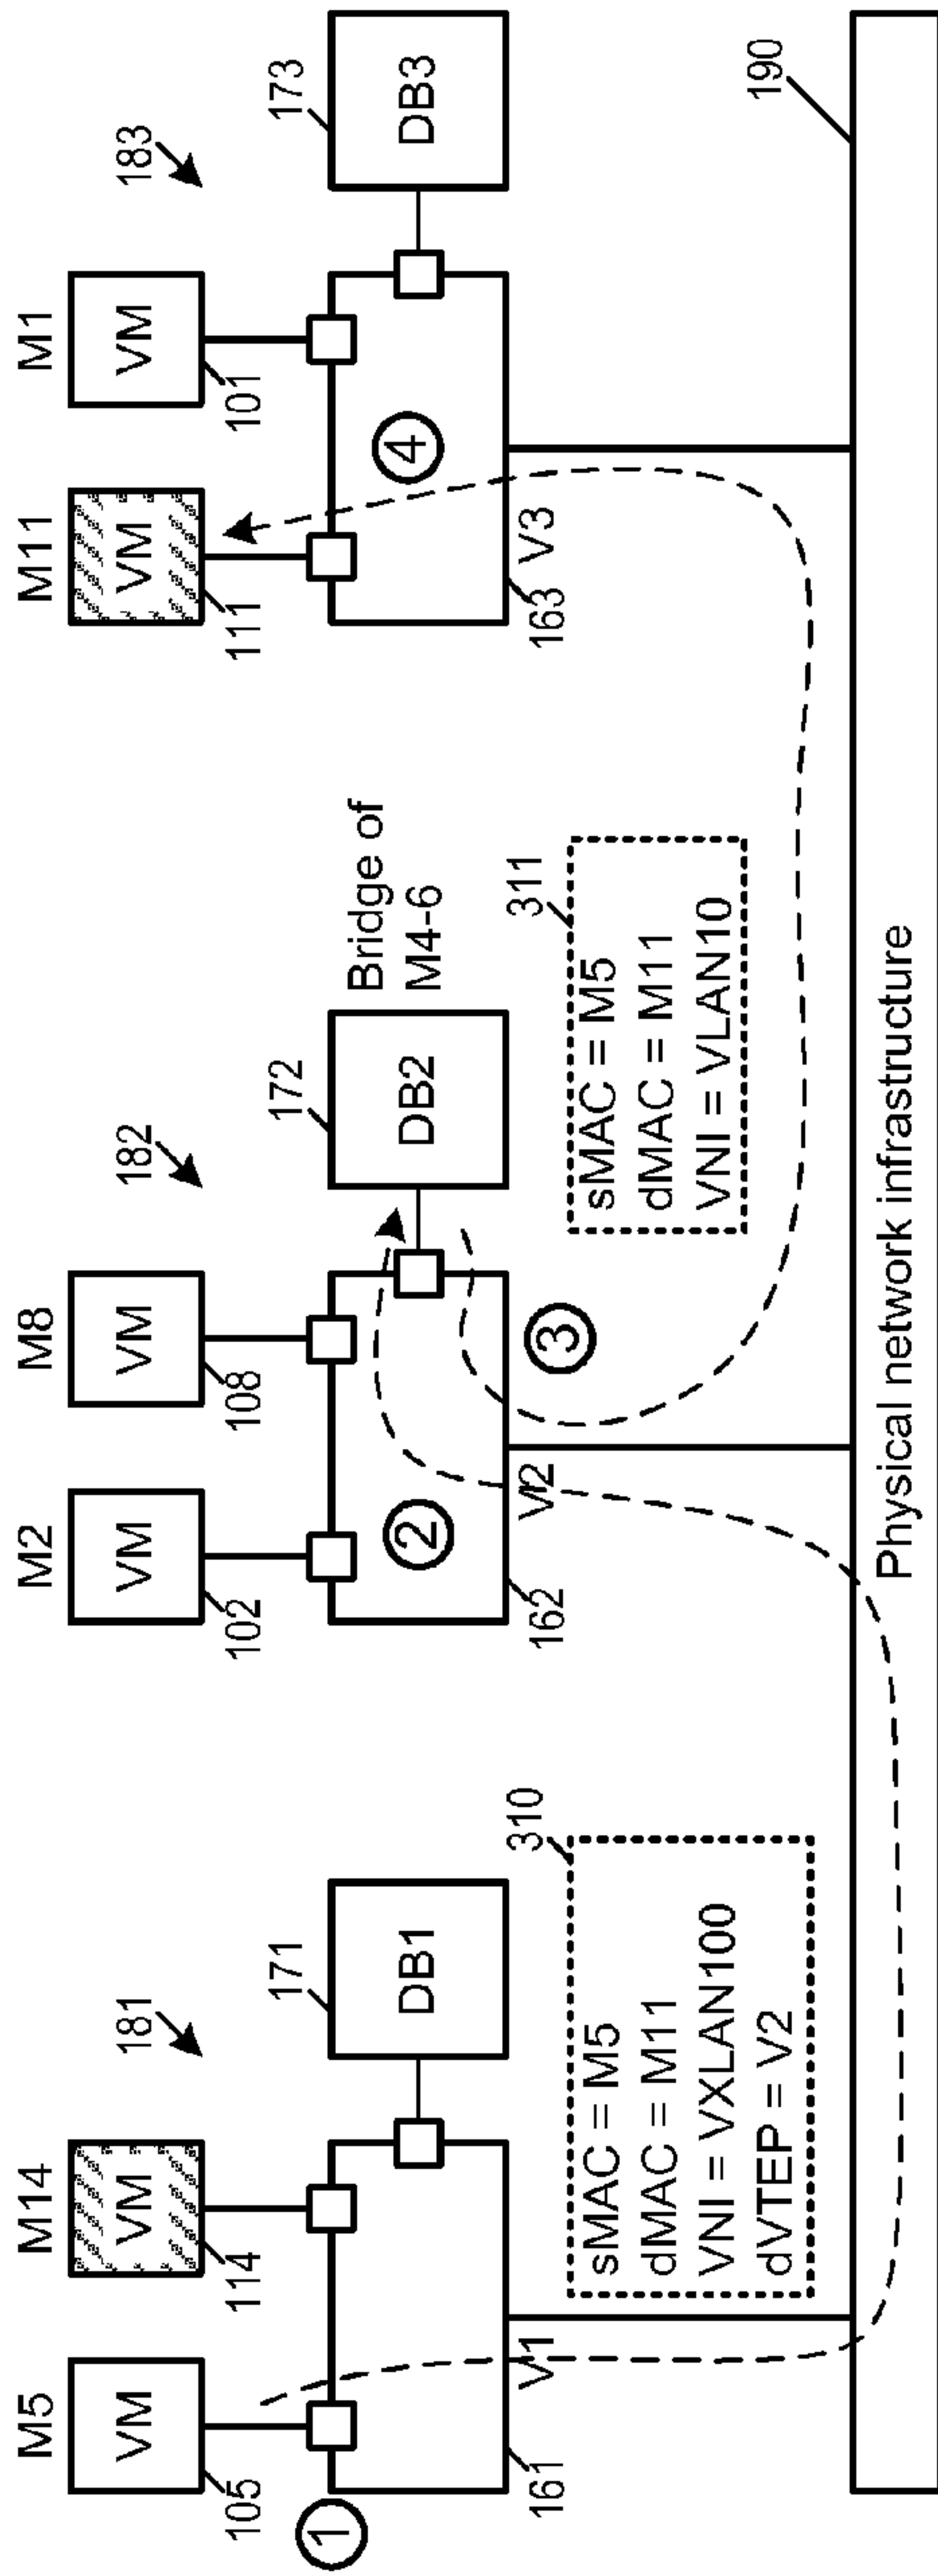 M5
M14
M2
M8
M11
M1
VM
VM
VM
VM
VM
VM
105
114
102
108
111
101
181
182
183
171
172
173
DB1
DB2
DB3
Bridge of
M4-6
1
2
3
4
161
V1
162
V2
163
V3
310
sMAC = M5
dMAC = M11
VNI = VXLAN100
dVTEP = V2
311
sMAC = M5
dMAC = M11
VNI = VLAN10
190
Physical network infrastructure